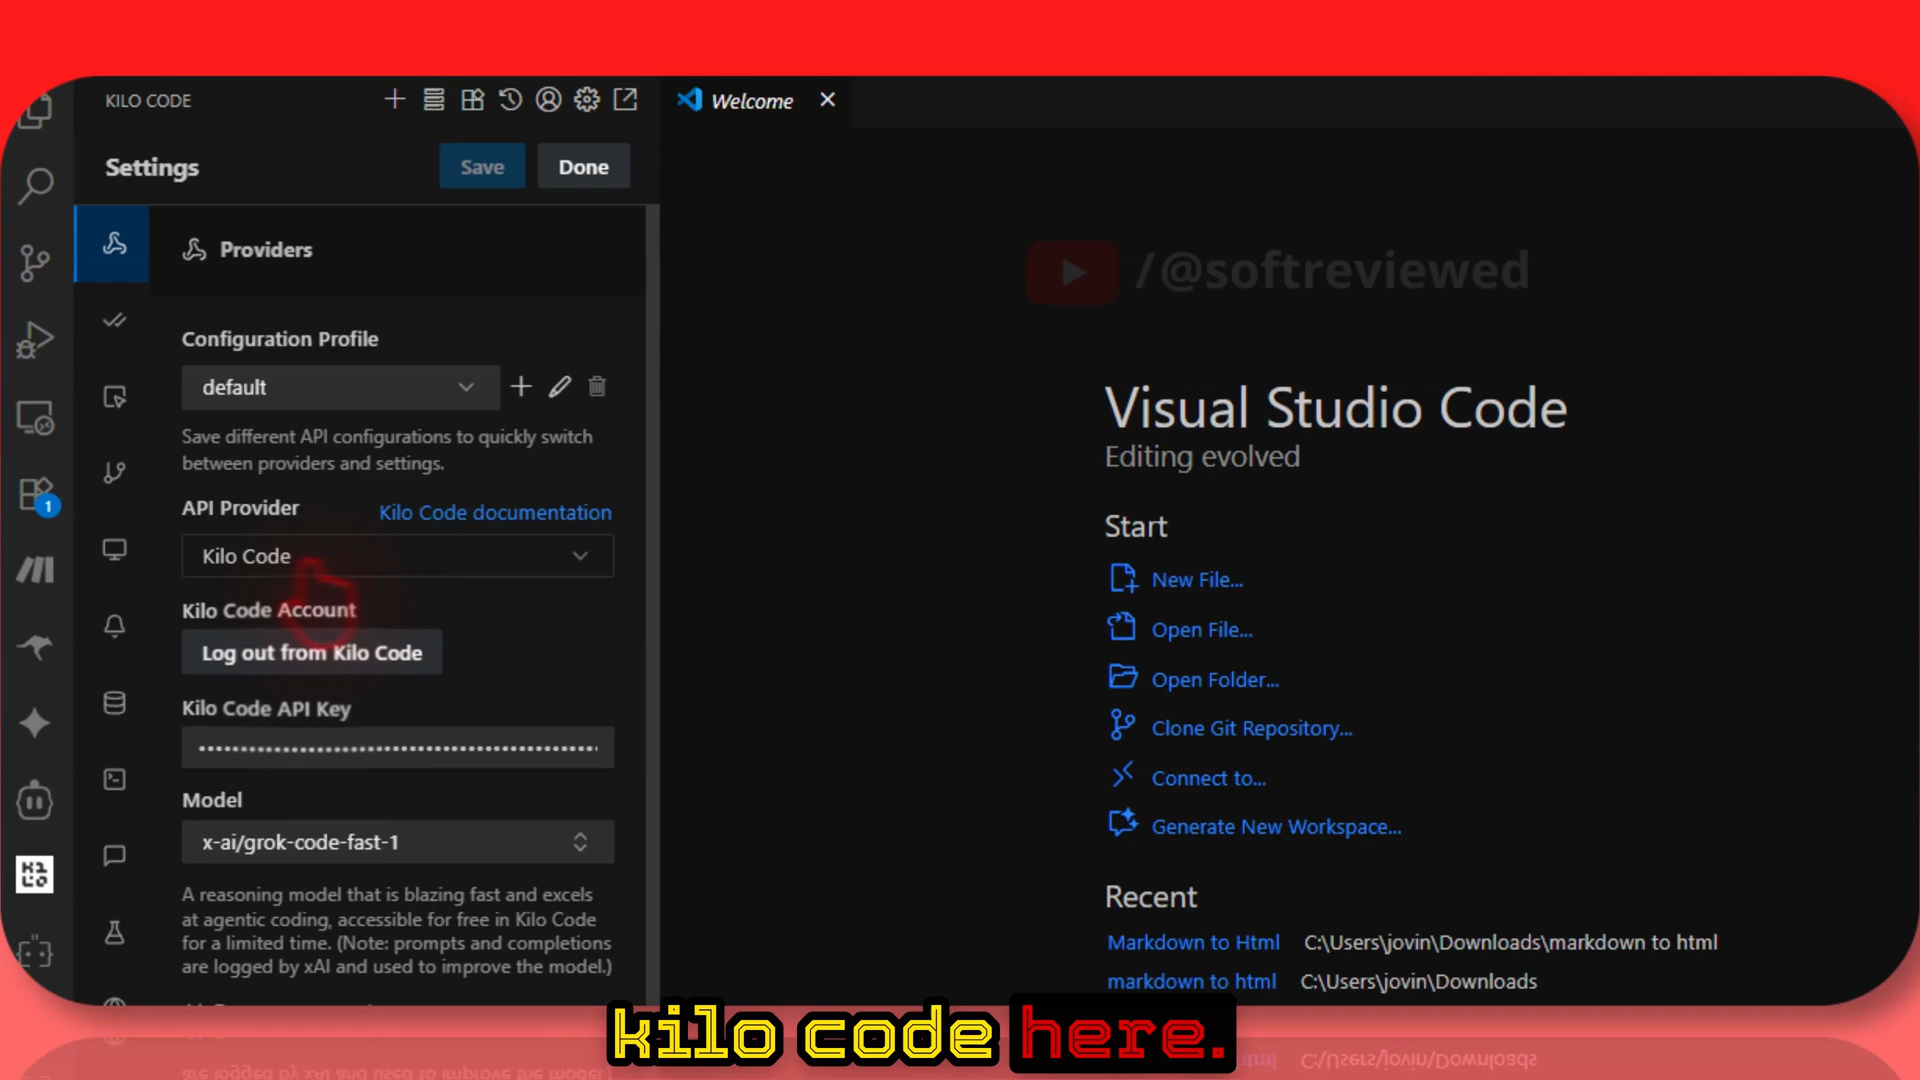 KILO CODE
Welcome
Settings
Save
Done
Providers
/@softreviewed
Configuration Profile
default
Save different API configurations to quickly switch
between providers and settings.
API Provider
Kilo Code documentation
Kilo Code
Kilo Code Account
Log out from Kilo Code
Kilo Code API Key
Model
x-ai/grok-code-fast-1
A reasoning model that is blazing fast and excels
at agentic coding, accessible for free in Kilo Code
for a limited time. (Note: prompts and completions
are logged by xAI and used to improve the model.)
1
Visual Studio Code
Editing evolved
Start
New File...
Open File...
Open Folder...
Clone Git Repository...
Connect to...
Generate New Workspace...
Recent
Markdown to Html C:\Users\jovin\Downloads\markdown to html
markdown to html C:\Users\jovin\Downloads
kilo code here.